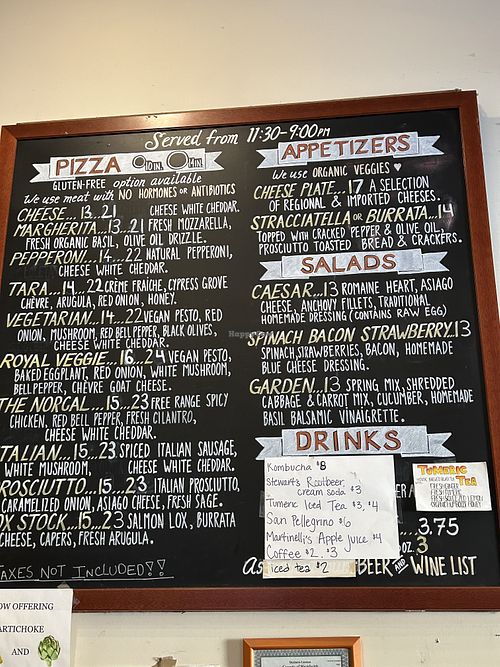 Served from 11:30-9:00pm
PIZZA 10in. 14in.
GLUTEN-FREE option available
We use meat with NO HORMONES or ANTIBIOTICS
CHEESE...13..21 CHEESE WHITE CHEDDAR.
MARGHERITA...13..21 FRESH MOZZARELLA,
FRESH ORGANIC BASIL, OLIVE OIL DRIZZLE.
PEPPERONI...14...22 NATURAL PEPPERONI,
CHEESE WHITE CHEDDAR.
TARA...14...22 CRÈME FRAÎCHE, CYPRESS GROVE
CHÈVRE, ARUGULA, RED ONION, HONEY.
VEGETARIAN...14...22 VEGAN PESTO, RED
ONION, MUSHROOM, RED BELL PEPPER, BLACK OLIVES,
CHEESE WHITE CHEDDAR.
ROYAL VEGGIE...16...24 VEGAN PESTO,
BAKED EGGPLANT, RED ONION, WHITE MUSHROOM,
BELL PEPPER, CHÈVRE GOAT CHEESE.
THE NORCAL...15...23 FREE RANGE SPICY
CHICKEN, RED BELL PEPPER, FRESH CILANTRO,
CHEESE WHITE CHEDDAR.
ITALIAN...15...23 SPICED ITALIAN SAUSAGE,
WHITE MUSHROOM, CHEESE WHITE CHEDDAR.
ROSCIUTTO...15...23 ITALIAN PROSCIUTTO,
CARAMELIZED ONION, ASIAGO CHEESE, FRESH SAGE.
OX STOCK...15...23 SALMON LOX, BURRATA
CHEESE, CAPERS, FRESH ARUGULA.
TAXES NOT INCLUDED!!
OW OFFERING
ARTICHOKE
AND
APPETIZERS
We use ORGANIC VEGGIES ♥
CHEESE PLATE...17 A SELECTION
OF REGIONAL & IMPORTED CHEESES.
STRACCIATELLA OR BURRATA...14
TOPPED WITH CRACKED PEPPER & OLIVE OIL,
PROSCIUTTO TOASTED BREAD & CRACKERS.
SALADS
CAESAR...13 ROMAINE HEART, ASIAGO
CHEESE, ANCHOVY FILLETS, TRADITIONAL
HOMEMADE DRESSING (CONTAINS RAW EGG)
SPINACH BACON STRAWBERRY.13
SPINACH, STRAWBERRIES, BACON, HOMEMADE
BLUE CHEESE DRESSING.
GARDEN...13 SPRING MIX, SHREDDED
CABBAGE & CARROT MIX, CUCUMBER, HOMEMADE
BASIL BALSAMIC VINAIGRETTE.
DRINKS
Kombucha $8
Stewarts Rootbeer,
cream soda $3
Tumeric Iced Tea $3, $4
San Pellegrino $6
Martinelli's Apple juice $4
Coffee $2, $3
iced tea $2
TUMERIC
TEA
...3.75
OZ 3
As BEER AND WINE LIST